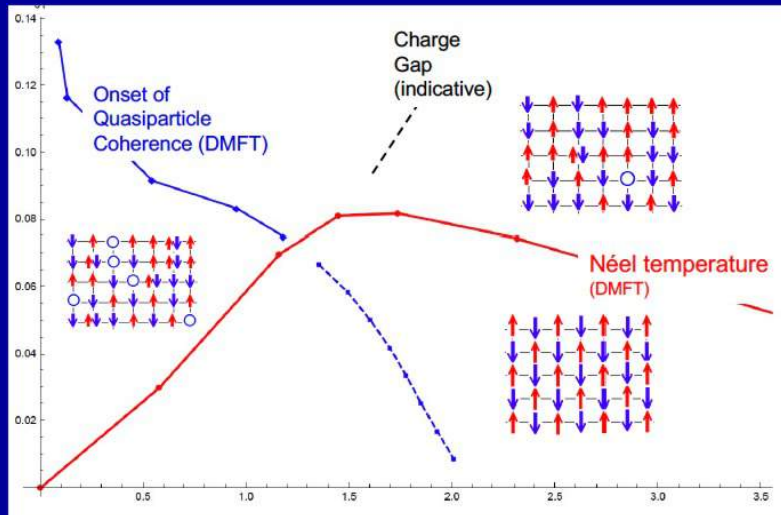 0.14
0.12
0.10
0.08
0.06
0.04
0.02
Onset of
Quasiparticle
Coherence (DMFT)
Charge
Gap
(indicative)
Néel temperature
(DMFT)
0.5
1.0
1.5
2.0
2.5
3.0
3.5